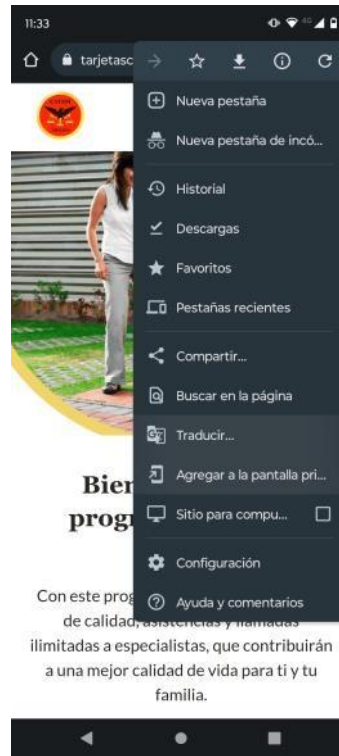 11:33
4G
tarjetasc
Nueva pestaña
Nueva pestaña de incó...
Historial
Descargas
Favoritos
Pestañas recientes
Compartir...
Buscar en la página
Traducir...
Agregar a la pantalla pri...
Sitio para compu...
Configuración
Ayuda y comentarios
Bien
progr
Con este prog
de calidad, asistencias y llamadas
ilimitadas a especialistas, que contribuirán
a una mejor calidad de vida para ti y tu
familia.